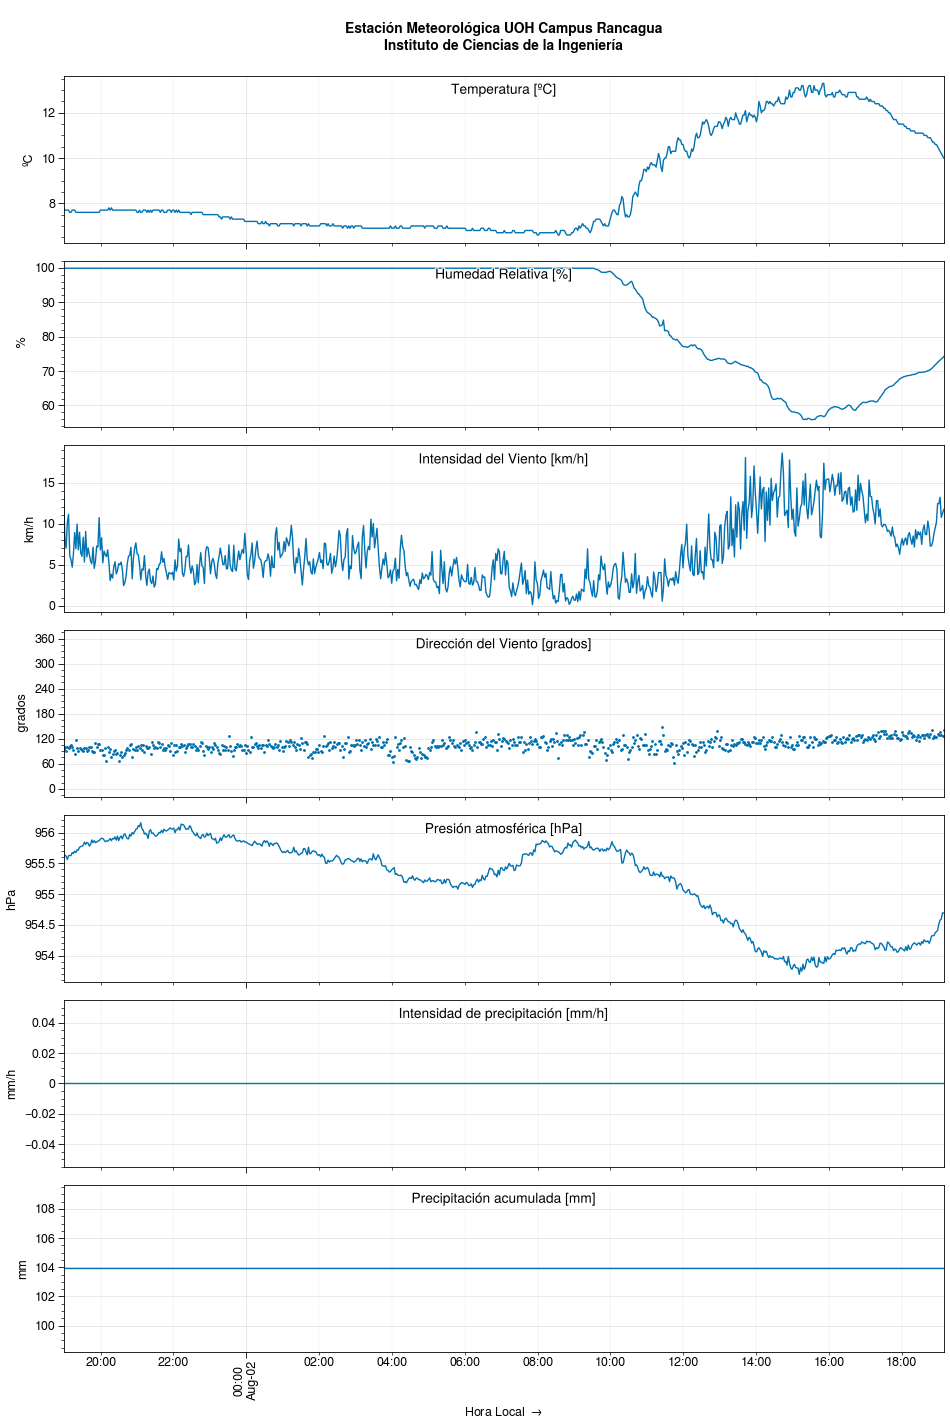 Estación Meteorológica UOH Campus Rancagua
Instituto de Ciencias de la Ingeniería
Temperatura [ºC]
12
10
8
ºC
Humedad Relativa [%]
100
90
80
70
60
%
Intensidad del Viento [km/h]
15
10
5
0
km/h
Dirección del Viento [grados]
360
300
240
180
120
60
0
grados
Presión atmosférica [hPa]
956
955.5
955
954.5
954
hPa
Intensidad de precipitación [mm/h]
0.04
0.02
0
−0.02
−0.04
mm/h
Precipitación acumulada [mm]
108
106
104
102
100
mm
20:00 22:00 00:00 02:00 04:00 06:00 08:00 10:00 12:00 14:00 16:00 18:00
Aug-02
Hora Local →